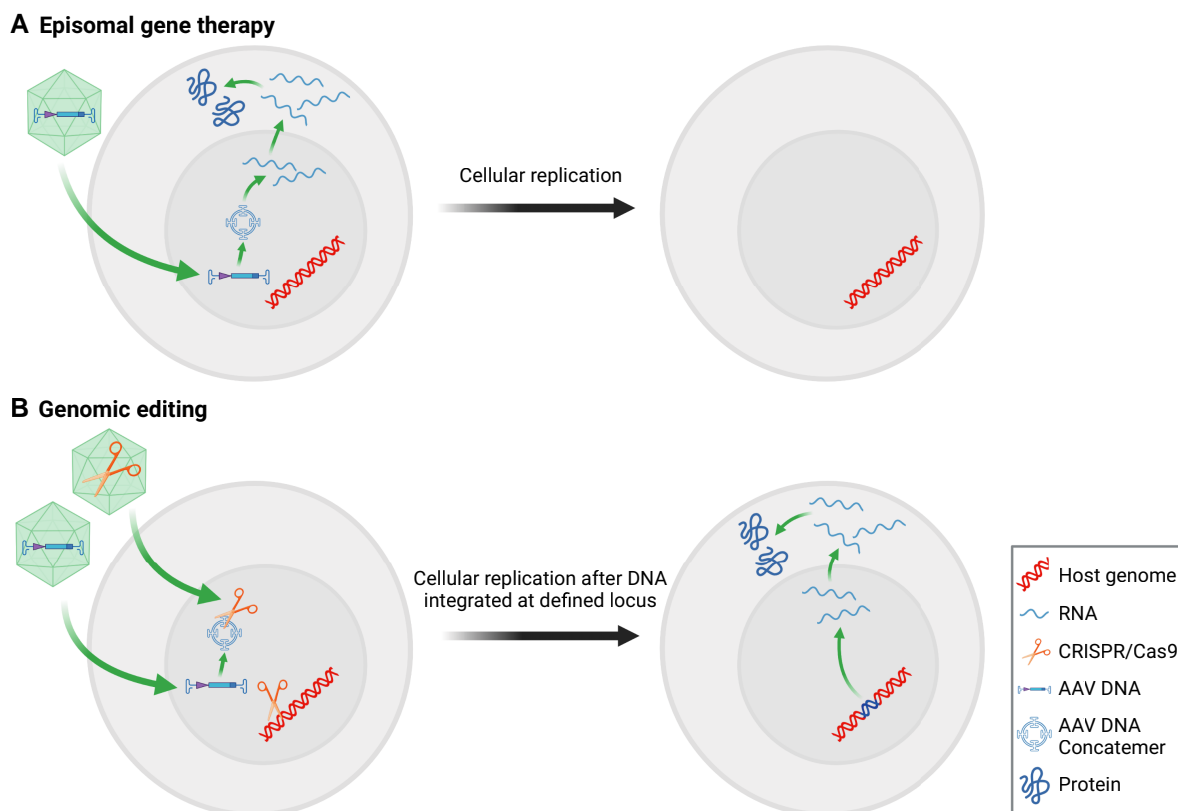 A Episomal gene therapy
Cellular replication
B Genomic editing
Cellular replication after DNA
integrated at defined locus
Host genome
RNA
CRISPR/Cas9
AAV DNA
AAV DNA
Concatemer
Protein